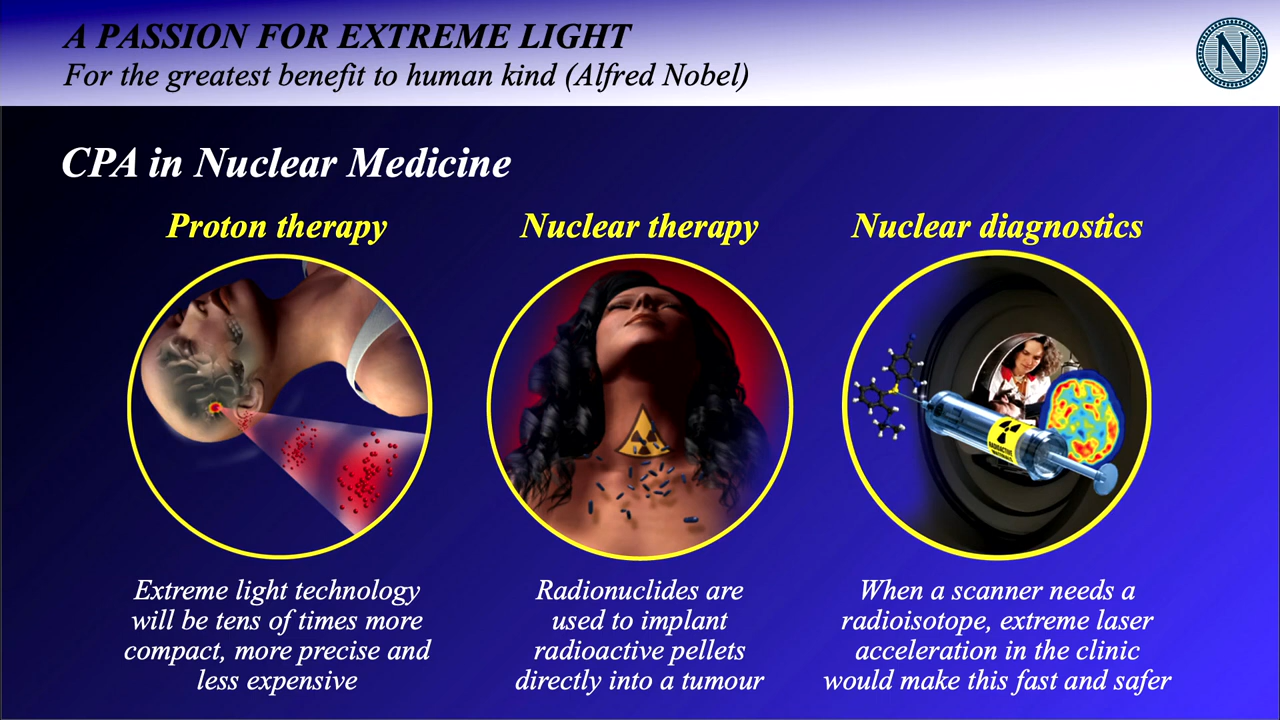 A PASSION FOR EXTREME LIGHT
For the greatest benefit to human kind (Alfred Nobel)
N
CPA in Nuclear Medicine
Proton therapy
Nuclear therapy
Nuclear diagnostics
RADIOACTIVE
Extreme light technology
will be tens of times more
compact, more precise and
less expensive
Radionuclides are
used to implant
radioactive pellets
directly into a tumour
When a scanner needs a
radioisotope, extreme laser
acceleration in the clinic
would make this fast and safer